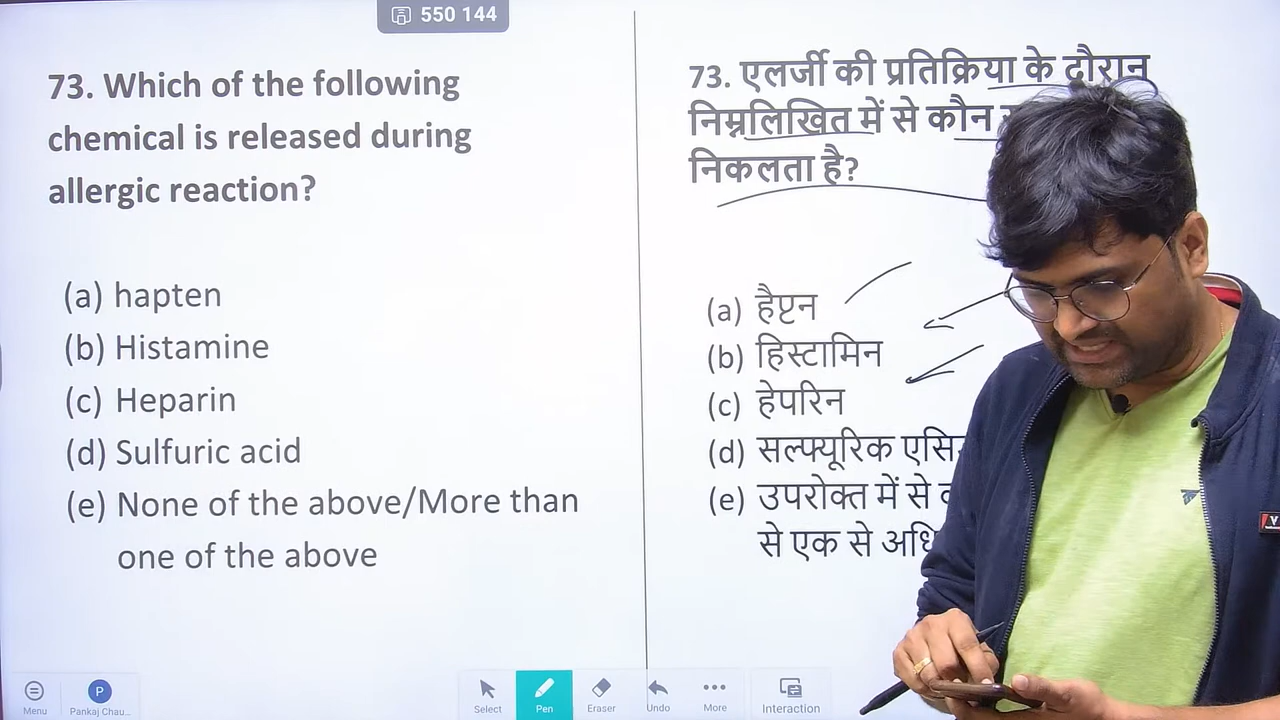 550 144
73. Which of the following
chemical is released during
allergic reaction?
(a) hapten
(b) Histamine
(c) Heparin
(d) Sulfuric acid
(e) None of the above/More than
one of the above
73. एलर्जी की प्रतिक्रिया के दौरान
निम्नलिखित में से कौन
निकलता है?
(a) हैप्टन
(b) हिस्टामिन
(c) हेपरिन
(d) सल्फ्यूरिक
(e) उपरोक्त में से
से एक से
Menu
P
Pankaj Chau...
Select
Pen
Eraser
Undo
More
Interaction